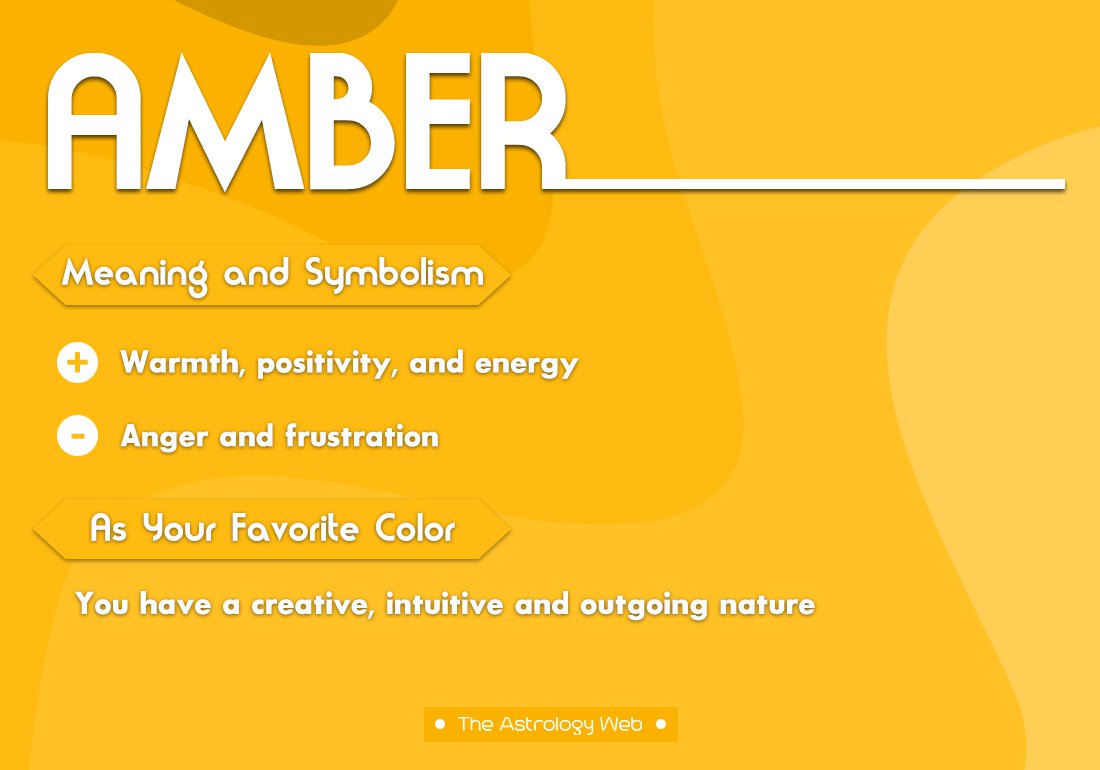 AMBER
Meaning and Symbolism
+ Warmth, positivity, and energy
- Anger and frustration
As Your Favorite Color
You have a creative, intuitive and outgoing nature
• The Astrology Web •